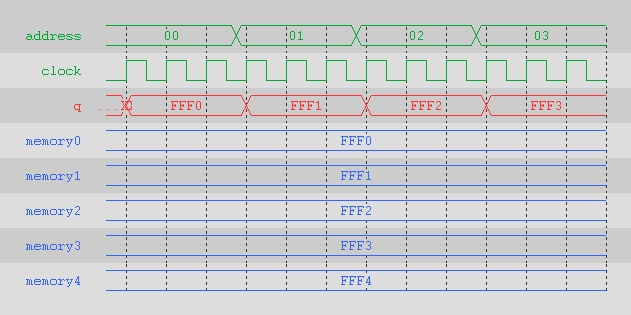 address 00 01 02 03
clock
q ...XX FFF0 FFF1 FFF2 FFF3
memory0 FFF0
memory1 FFF1
memory2 FFF2
memory3 FFF3
memory4 FFF4